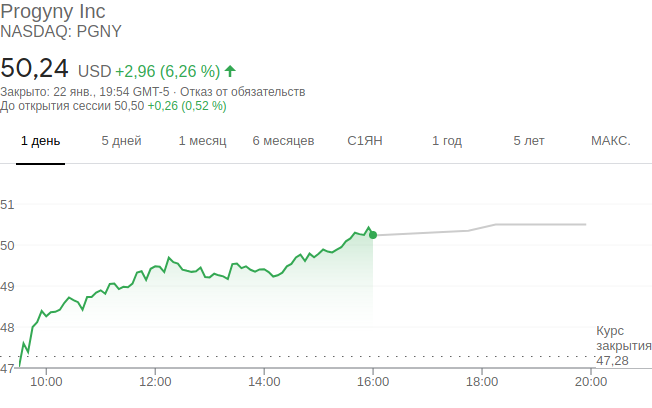 Progyny Inc
NASDAQ: PGNY
50,24 USD +2,96 (6,26 %)
Закрыто: 22 янв., 19:54 GMT-5 · Отказ от обязательств
До открытия сессии 50,50 +0,26 (0,52 %)
1 день 5 дней 1 месяц 6 месяцев С1ЯН 1 год 5 лет МАКС.
51
50
49
48
47
Курс
закрытия
47,28
10:00 12:00 14:00 16:00 18:00 20:00